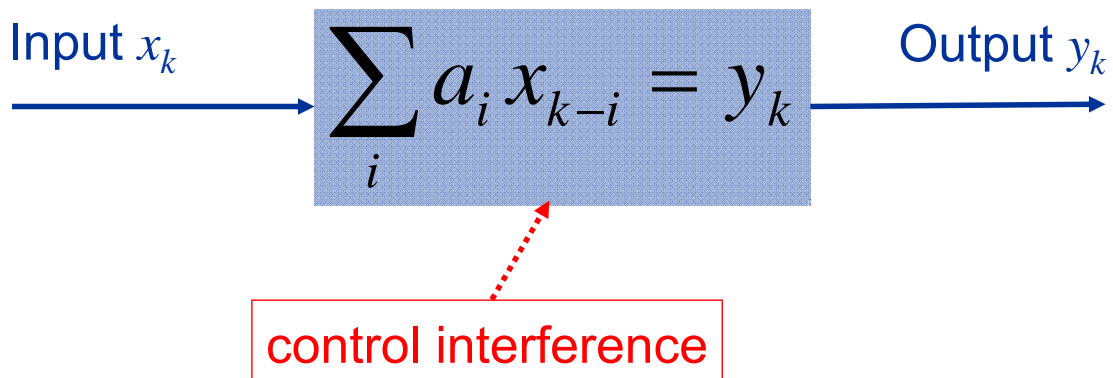 Input x_k
∑_i a_i x_{k−i} = y_k
Output y_k
control interference